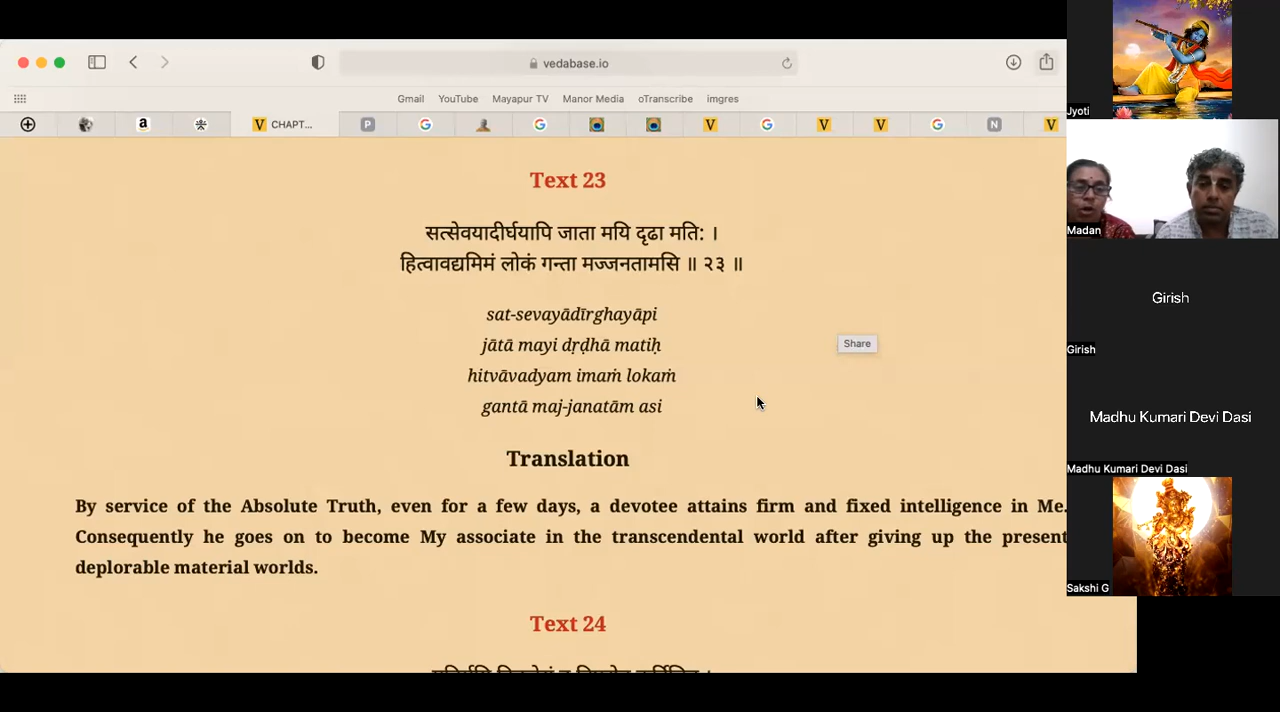 vedabase.io
Gmail YouTube Mayapur TV Manor Media oTranscribe imgres
a V CHAPT... P G G V G V V G N V
Text 23
सत्सेवयादीर्घयापि जाता मयि द‍ृढा मति: ।
हित्वावद्यमिमं लोकं गन्ता मज्जनतामसि ॥ २३ ॥
sat-sevayādīrghayāpi
jātā mayi dṛḍhā matiḥ
hitvāvadyam imaṁ lokaṁ
gantā maj-janatām asi
Share
Translation
By service of the Absolute Truth, even for a few days, a devotee attains firm and fixed intelligence in Me.
Consequently he goes on to become My associate in the transcendental world after giving up the present
deplorable material worlds.
Text 24
Jyoti
Madan
Girish
Girish
Madhu Kumari Devi Dasi
Madhu Kumari Devi Dasi
Sakshi G